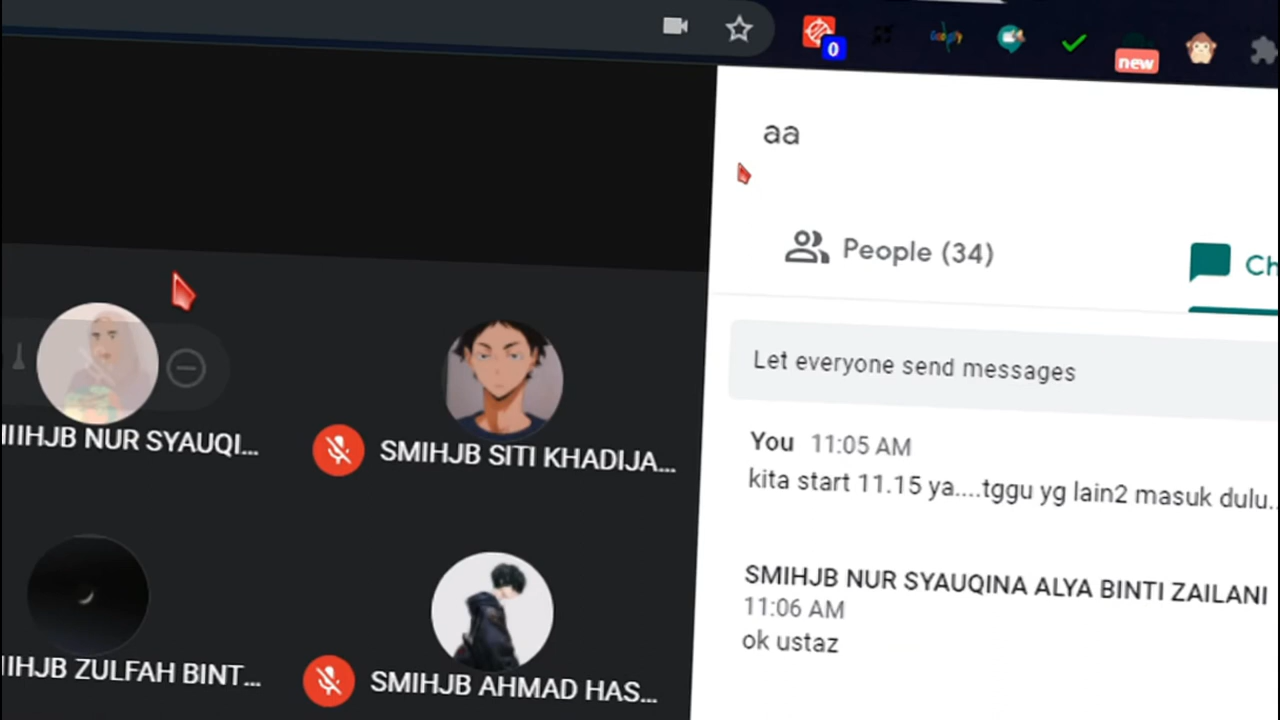 0
new
aa
People (34)
Ch
Let everyone send messages
You 11:05 AM
kita start 11.15 ya....tggu yg lain2 masuk dulu..
SMIHJB NUR SYAUQINA ALYA BINTI ZAILANI
11:06 AM
ok ustaz
IIHJB NUR SYAUQI...
SMIHJB SITI KHADIJA...
IIHJB ZULFAH BINT...
SMIHJB AHMAD HAS...